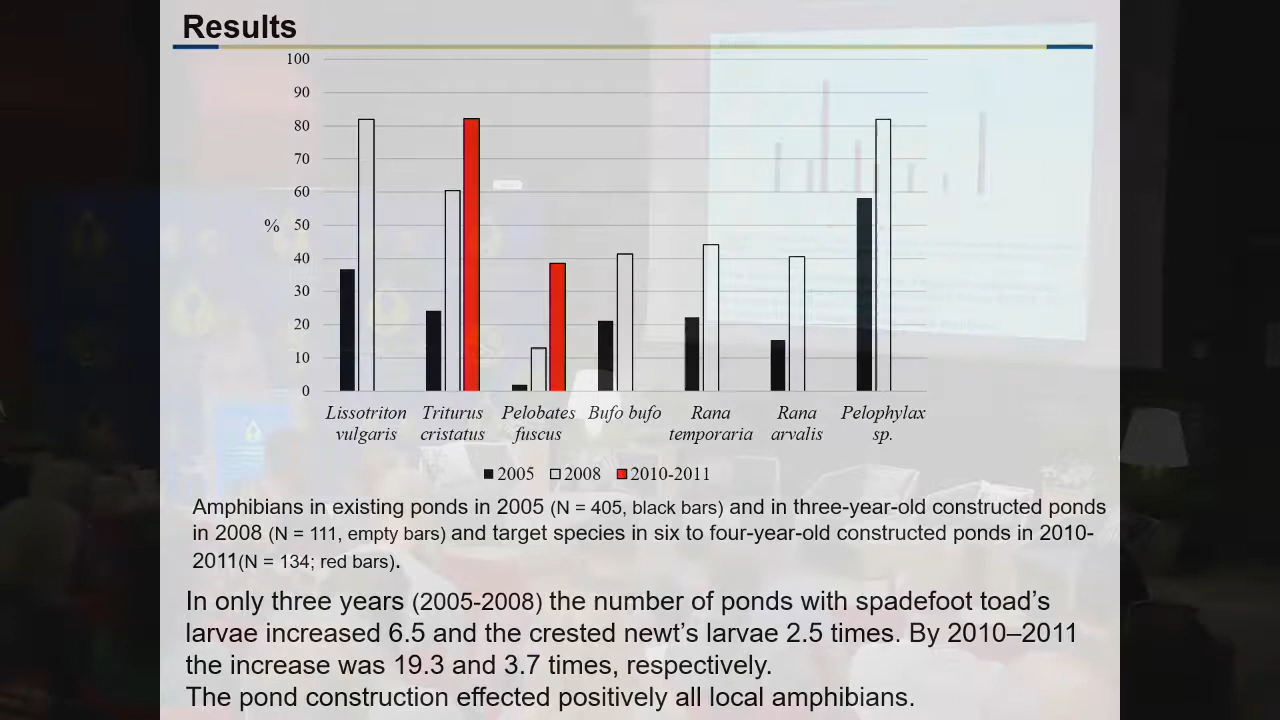 Results
100
90
80
70
60
% 50
40
30
20
10
0
Lissotriton vulgaris
Triturus cristatus
Pelobates fuscus
Bufo bufo
Rana temporaria
Rana arvalis
Pelophylax sp.
2005 2008 2010-2011
Amphibians in existing ponds in 2005 (N = 405, black bars) and in three-year-old constructed ponds
in 2008 (N = 111, empty bars) and target species in six to four-year-old constructed ponds in 2010-
2011(N = 134; red bars).
In only three years (2005-2008) the number of ponds with spadefoot toad’s
larvae increased 6.5 and the crested newt’s larvae 2.5 times. By 2010–2011
the increase was 19.3 and 3.7 times, respectively.
The pond construction effected positively all local amphibians.